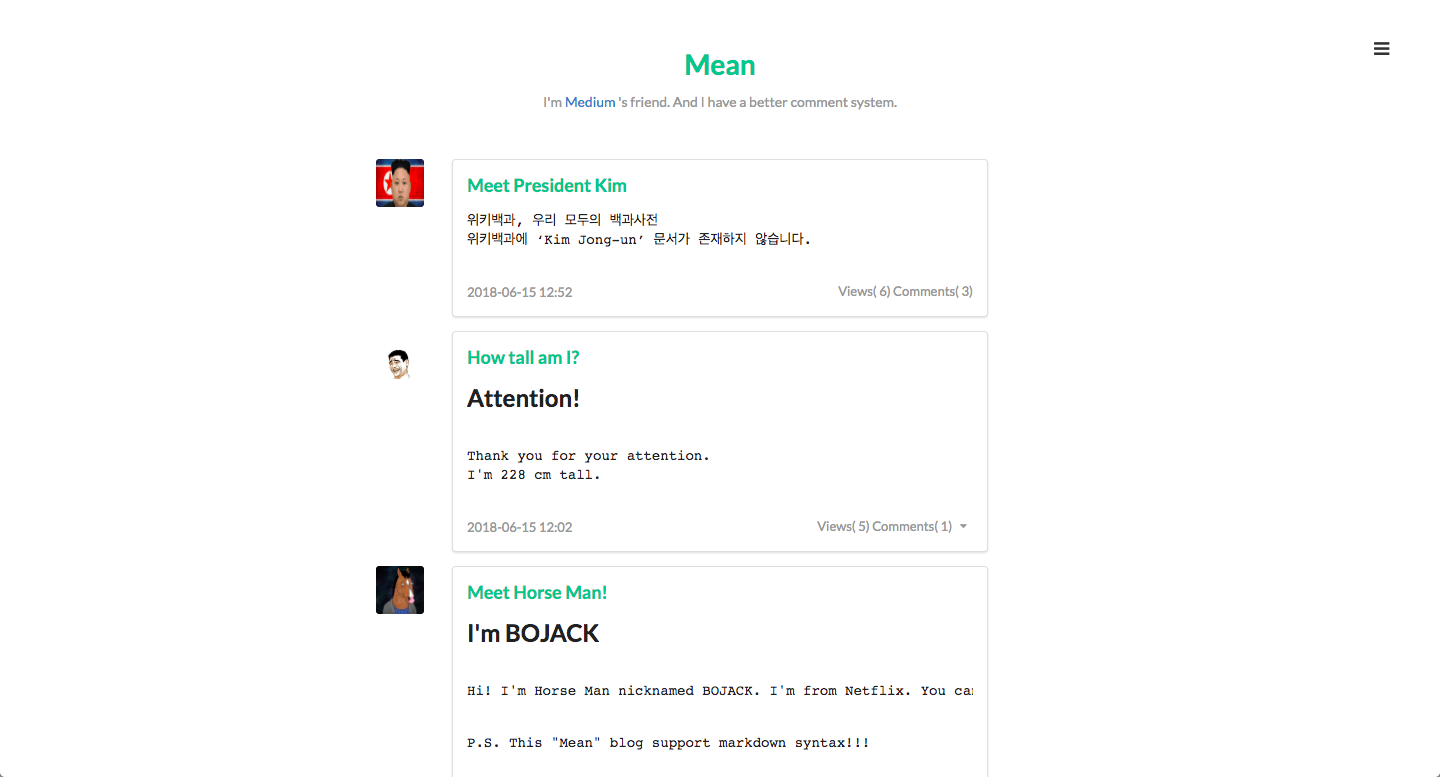 Mean
I'm Medium 's friend. And I have a better comment system.
Meet President Kim
위키백과, 우리 모두의 백과사전
위키백과에 ‘Kim Jong-un’ 문서가 존재하지 않습니다.
2018-06-15 12:52 Views( 6) Comments( 3)
How tall am I?
Attention!
Thank you for your attention.
I'm 228 cm tall.
2018-06-15 12:02 Views( 5) Comments( 1)
Meet Horse Man!
I'm BOJACK
Hi! I'm Horse Man nicknamed BOJACK. I'm from Netflix. You
P.S. This "Mean" blog support markdown syntax!!!